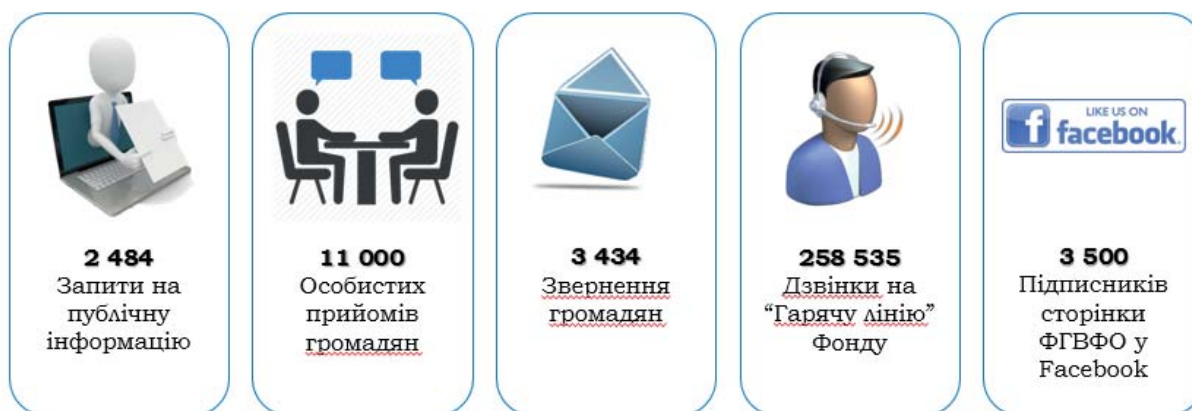 2 484
Запити на
публічну
інформацію
11 000
Особистих
прийомів
громадян
3 434
Звернення
громадян
258 535
Дзвінки на
“Гарячу лінію”
Фонду
LIKE US ON
facebook.
3 500
Підписників
сторінки
ФГВФО у
Facebook